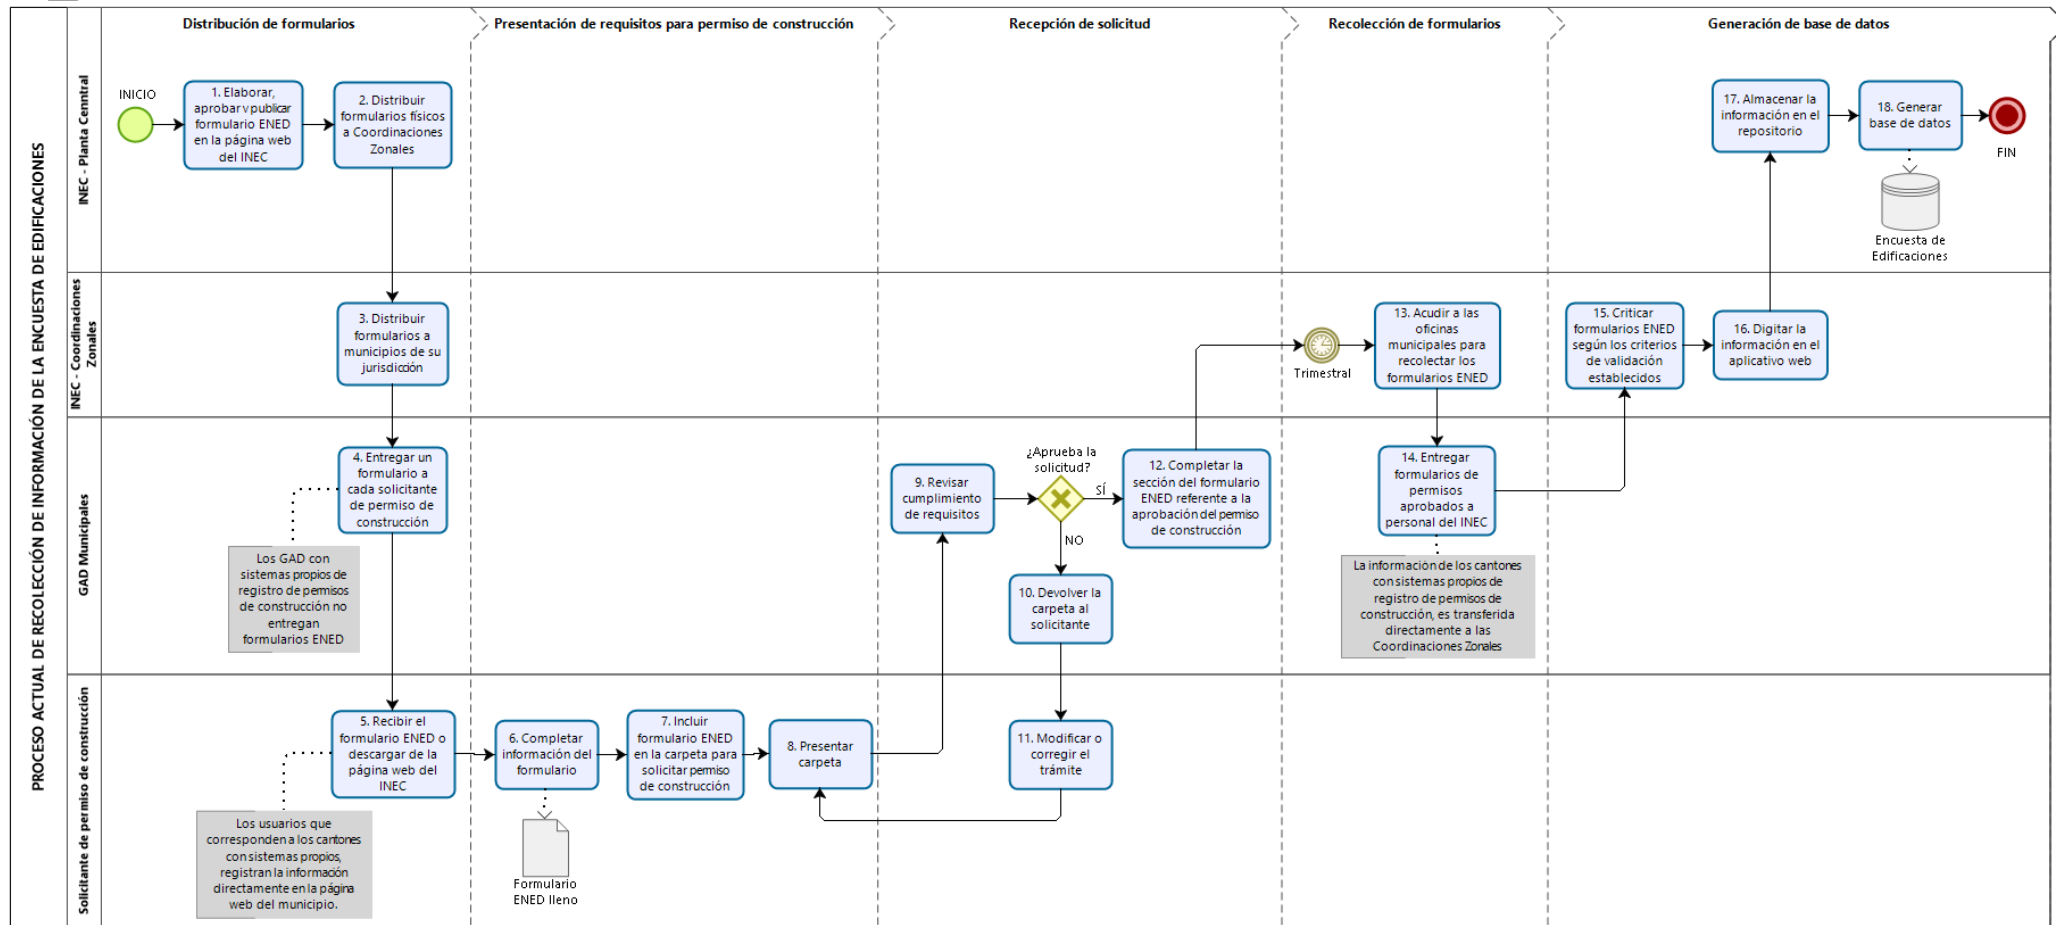 Distribución de formularios
Presentación de requisitos para permiso de construcción
Recepción de solicitud
Recolección de formularios
Generación de base de datos
PROCESO ACTUAL DE RECOLECCIÓN DE INFORMACIÓN DE LA ENCUESTA DE EDIFICACIONES
INEC - Planta Cenntral
INICIO
1. Elaborar,
aprobar y publicar
formulario ENED
en la página web
del INEC
2. Distribuir
formularios físicos
a Coordinaciones
Zonales
17. Almacenar la
información en el
repositorio
18. Generar
base de datos
FIN
Encuesta de
Edificaciones
INEC - Coordinaciones
Zonales
3. Distribuir
formularios a
municipios de su
jurisdicción
Trimestral
13. Acudir a las
oficinas
municipales para
recolectar los
formularios ENED
15. Criticar
formularios ENED
según los criterios
de validación
establecidos
16. Digitar la
información en el
aplicativo web
GAD Municipales
4. Entregar un
formulario a
cada solicitante
de permiso de
construcción
Los GAD con
sistemas propios de
registro de permisos
de construcción no
entregan
formularios ENED
9. Revisar
cumplimiento
de requisitos
¿Aprueba la
solicitud?
SÍ
NO
12. Completar la
sección del formulario
ENED referente a la
aprobación del permiso
de construcción
10. Devolver la
carpeta al
solicitante
14. Entregar
formularios de
permisos
aprobados a
personal del INEC
La información de los cantones
con sistemas propios de
registro de permisos de
construcción, es transferida
directamente a las
Coordinaciones Zonales
Solicitante de permiso de construcción
5. Recibir el
formulario ENED o
descargar de la
página web del
INEC
Los usuarios que
corresponden a los cantones
con sistemas propios,
registran la información
directamente en la página
web del municipio.
6. Completar
información del
formulario
Formulario
ENED lleno
7. Incluir
formulario ENED
en la carpeta para
solicitar permiso
de construcción
8. Presentar
carpeta
11. Modificar o
corregir el
trámite